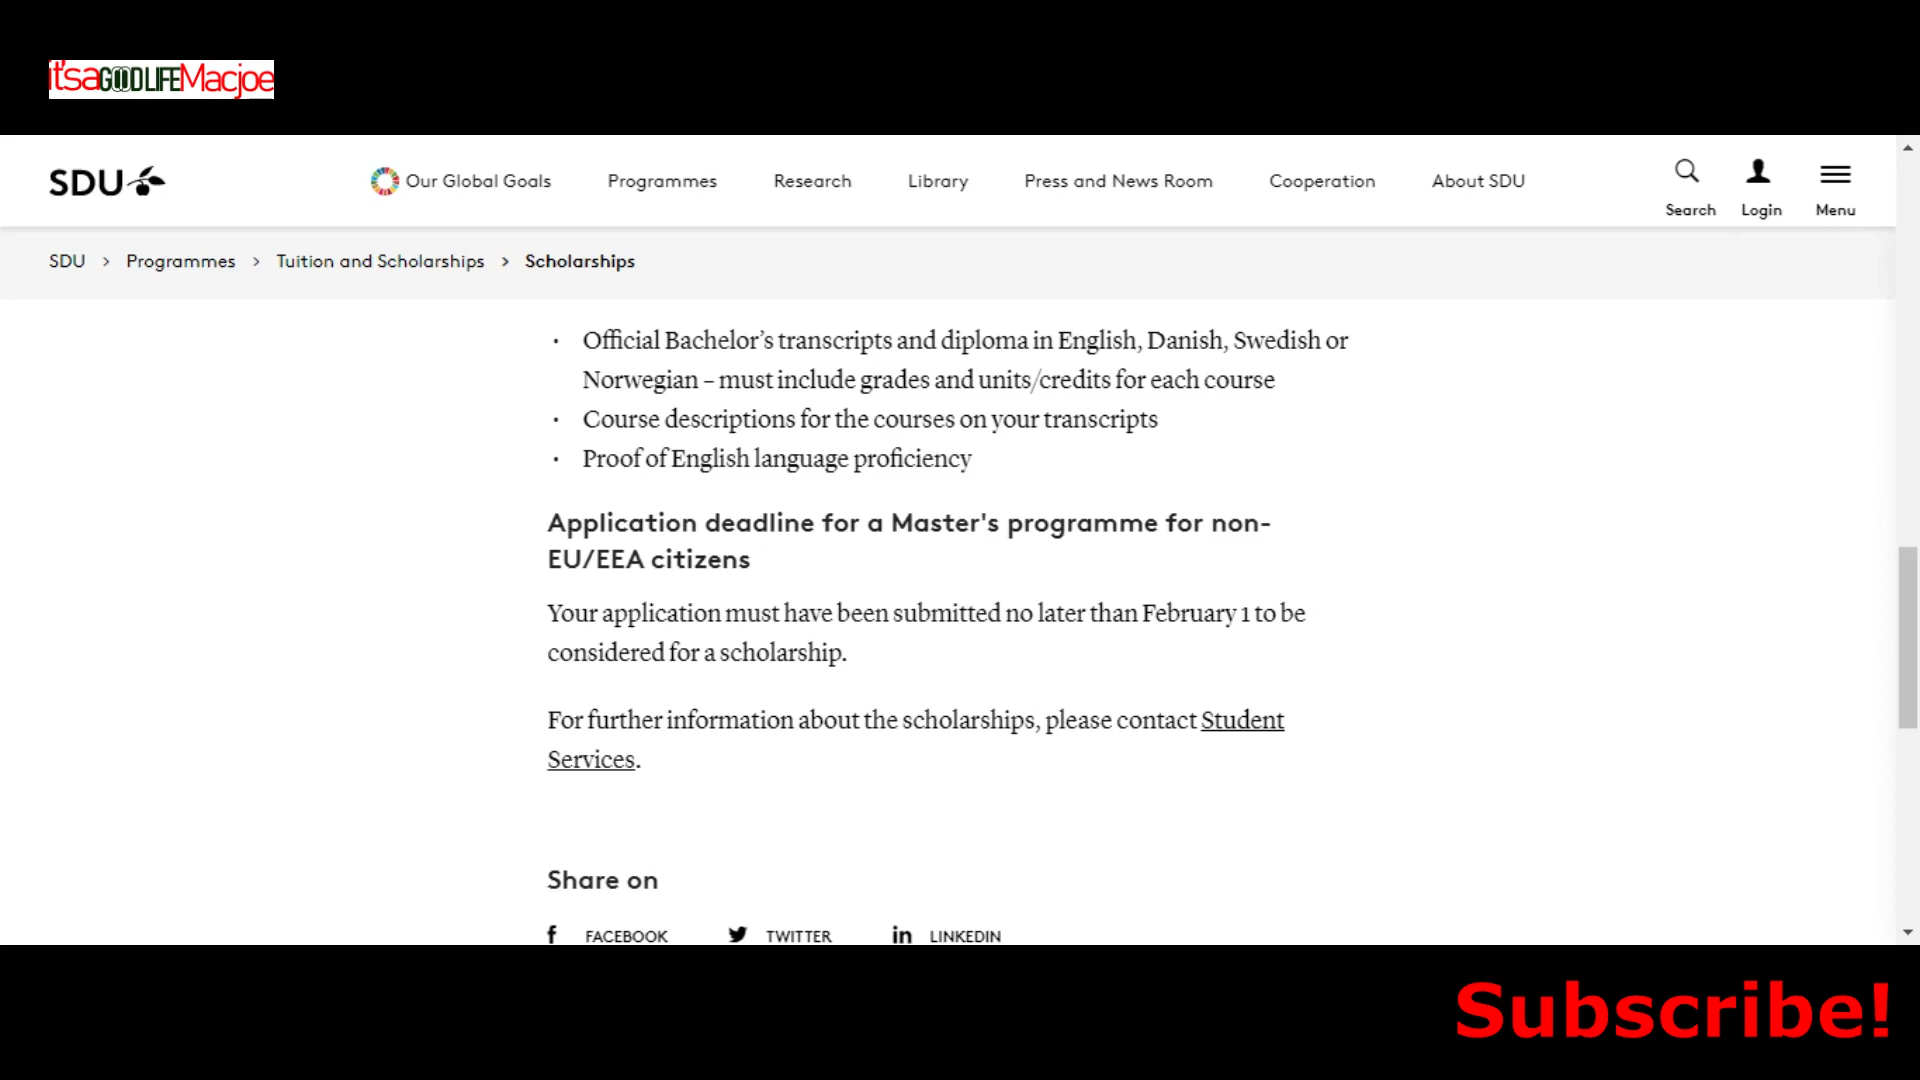 it'saGOODLIFEMacjoe
SDU
Our Global Goals Programmes Research Library Press and News Room Cooperation About SDU
Search Login Menu
SDU > Programmes > Tuition and Scholarships > Scholarships
• Official Bachelor’s transcripts and diploma in English, Danish, Swedish or
Norwegian – must include grades and units/credits for each course
• Course descriptions for the courses on your transcripts
• Proof of English language proficiency
Application deadline for a Master's programme for non-
EU/EEA citizens
Your application must have been submitted no later than February 1 to be
considered for a scholarship.
For further information about the scholarships, please contact Student
Services.
Share on
FACEBOOK TWITTER LINKEDIN
Subscribe!